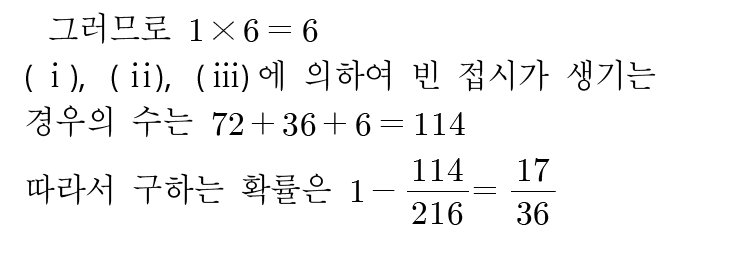 그러므로 1×6=6
( i ), ( ii), ( iii) 에 의하여 빈 접시가 생기는
경우의 수는 72+36+6=114
따라서 구하는 확률은 1-114/216=17/36